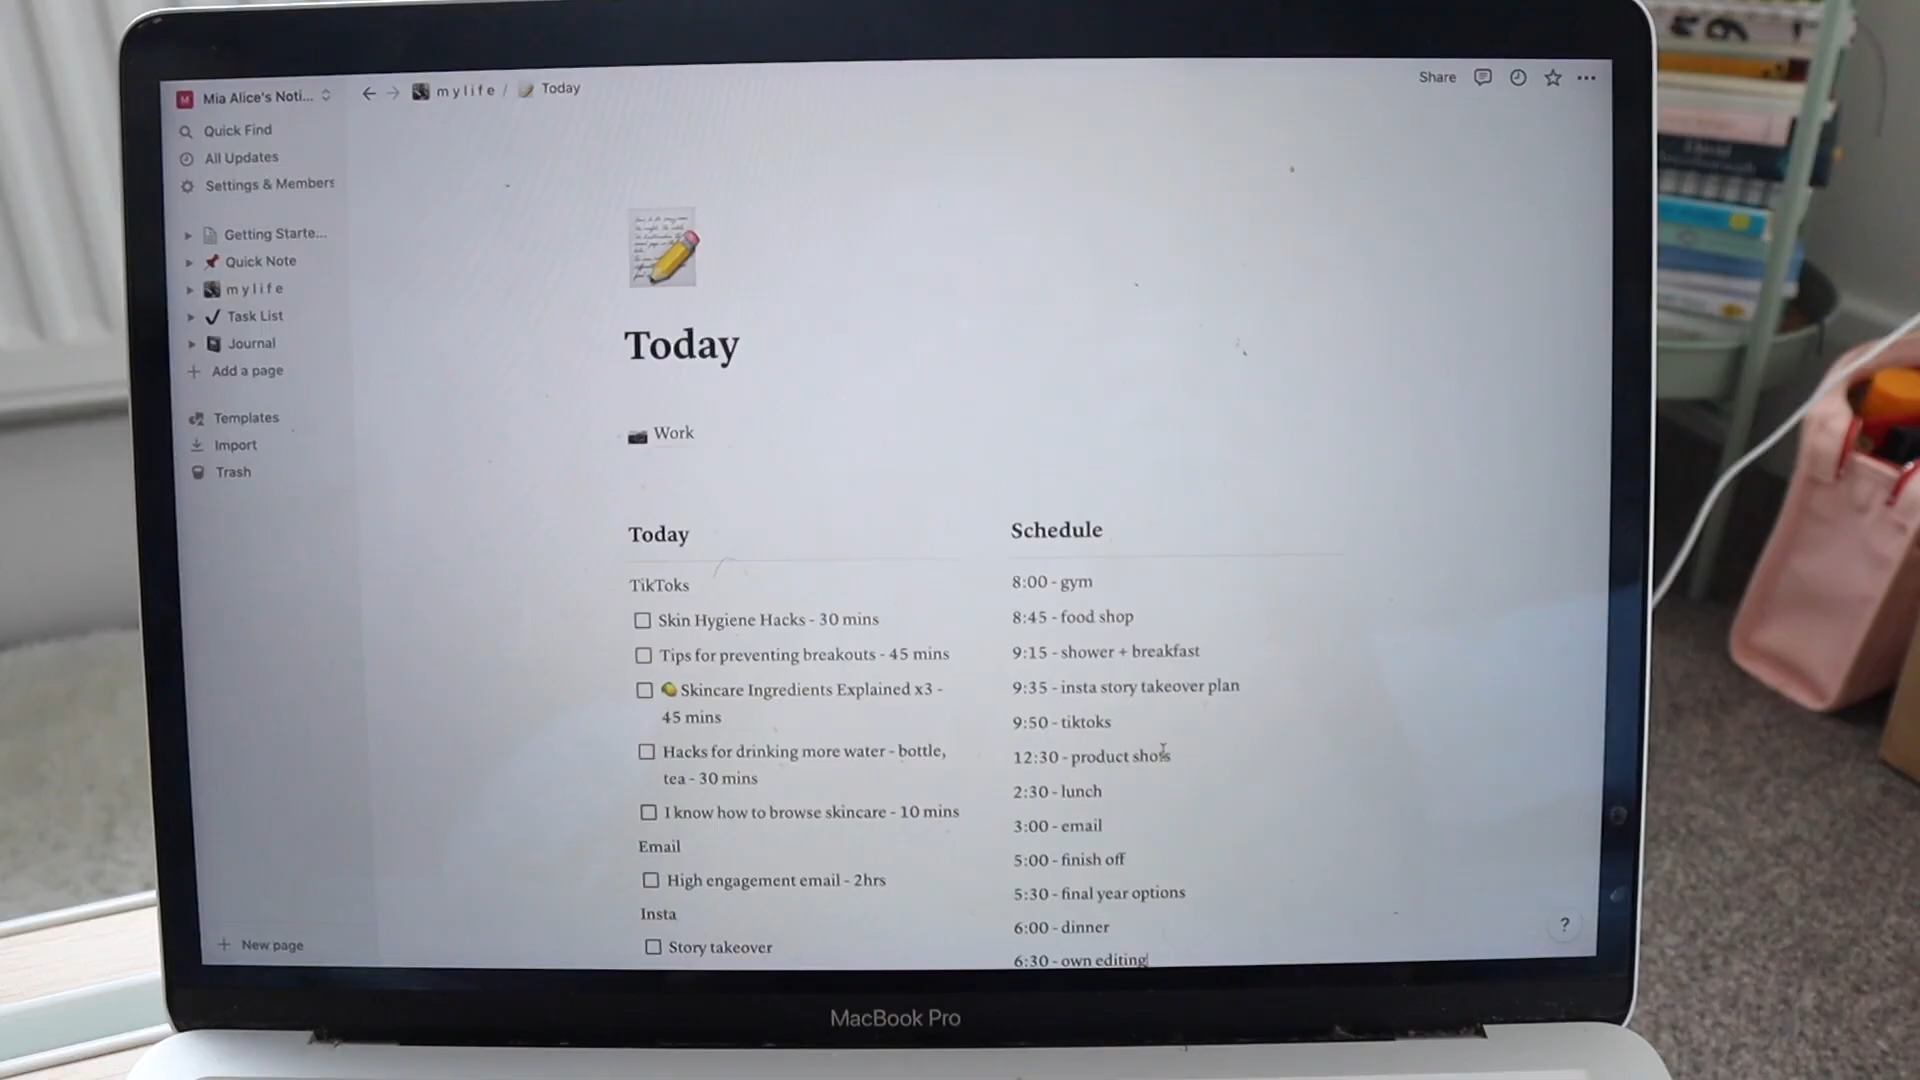 Mia Alice's Noti...
mylife / Today
Share
Quick Find
All Updates
Settings & Members
Getting Starte...
Quick Note
mylife
Task List
Journal
Add a page
Templates
Import
Trash
New page
Today
Work
Today
TikToks
Skin Hygiene Hacks - 30 mins
Tips for preventing breakouts - 45 mins
Skincare Ingredients Explained x3 -
45 mins
Hacks for drinking more water - bottle,
tea - 30 mins
I know how to browse skincare - 10 mins
Email
High engagement email - 2hrs
Insta
Story takeover
Schedule
8:00 - gym
8:45 - food shop
9:15 - shower + breakfast
9:35 - insta story takeover plan
9:50 - tiktoks
12:30 - product shots
2:30 - lunch
3:00 - email
5:00 - finish off
5:30 - final year options
6:00 - dinner
6:30 - own editing
?
MacBook Pro